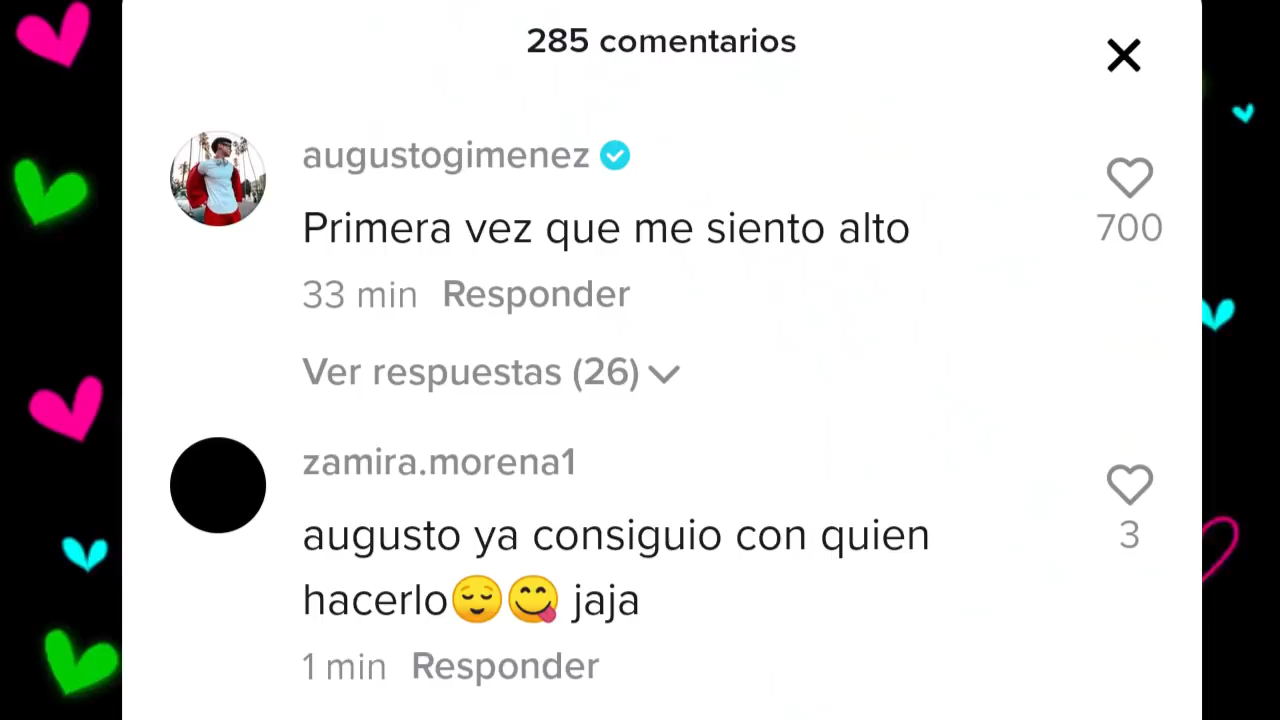 285 comentarios
augustogimenez
Primera vez que me siento alto
700
33 min Responder
Ver respuestas (26)
zamira.morena1
augusto ya consiguio con quien
hacerlo😌😋 jaja
3
1 min Responder